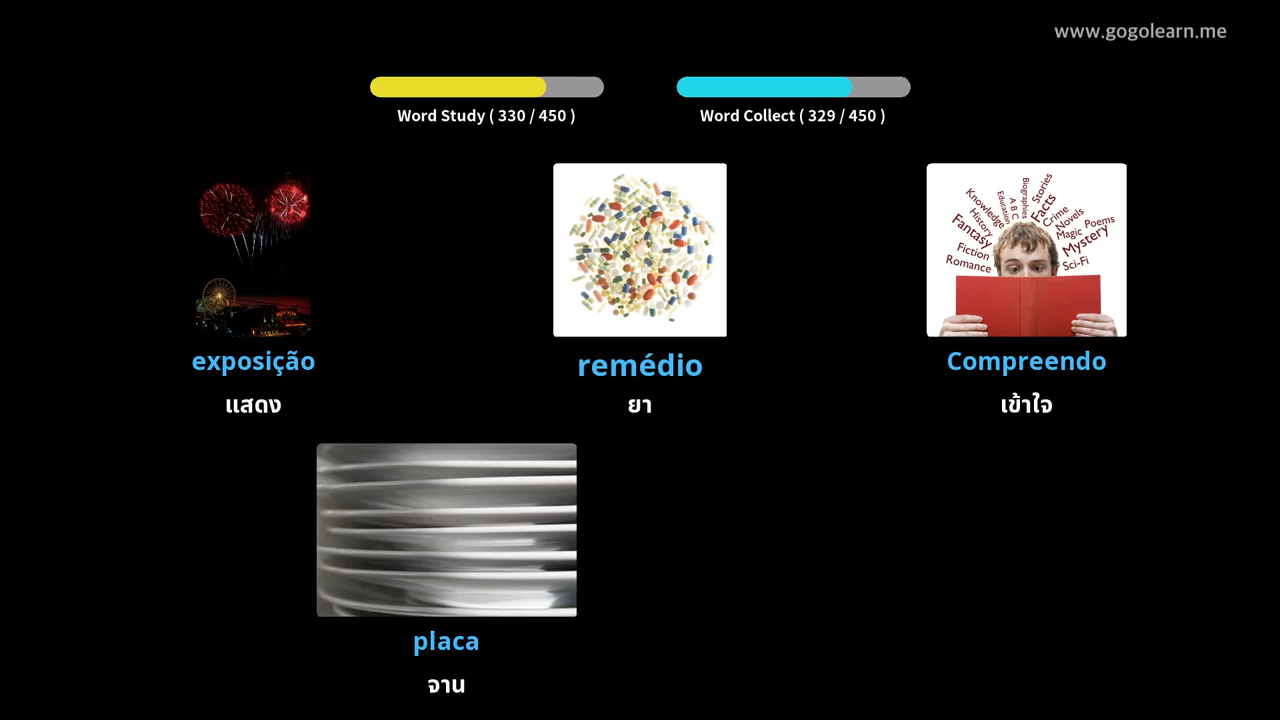 www.gogolearn.me
Word Study ( 330 / 450 )
Word Collect ( 329 / 450 )
Stories
Biographies
Facts
Knowledge
Education
A B C
Crime
Novels
History
Poems
Magic
Fantasy
Mystery
Fiction
Sci-Fi
Romance
exposição
remédio
Compreendo
แสดง
ยา
เข้าใจ
placa
จาน